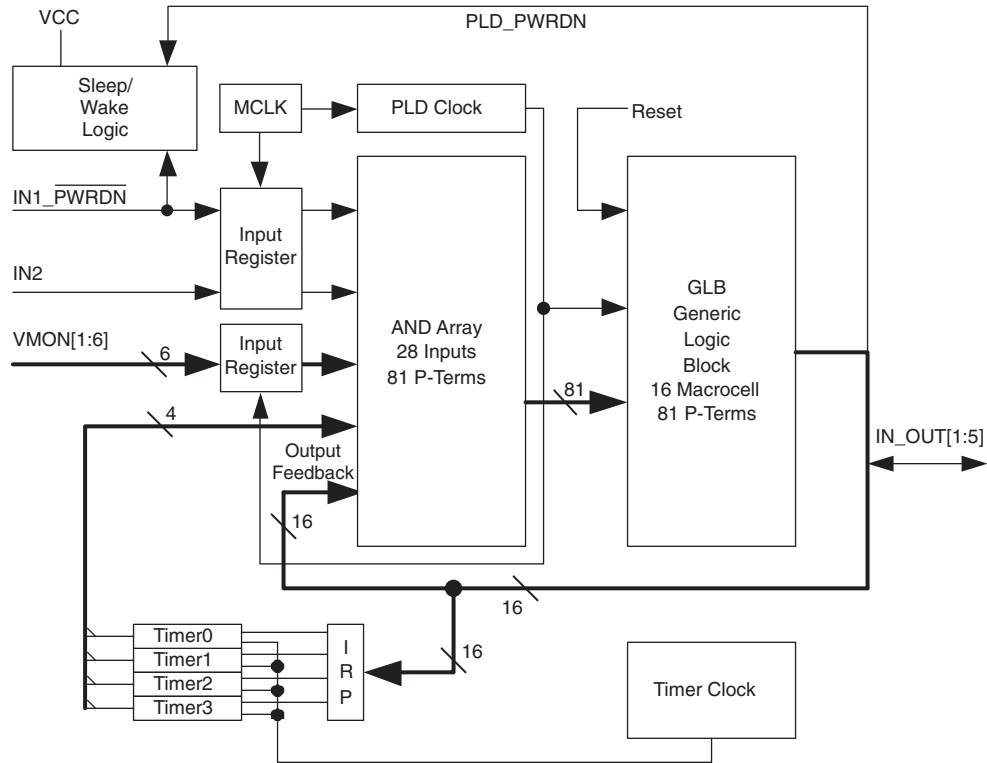 VCC
PLD_PWRDN
Sleep/
Wake
Logic
MCLK
PLD Clock
Reset
IN1_PWRDN
Input
Register
IN2
GLB
Generic
Logic
Block
16 Macrocell
81 P-Terms
AND Array
28 Inputs
81 P-Terms
VMON[1:6]
6
Input
Register
81
4
IN_OUT[1:5]
Output
Feedback
16
16
16
Timer0
Timer1
Timer2
Timer3
I
R
P
Timer Clock